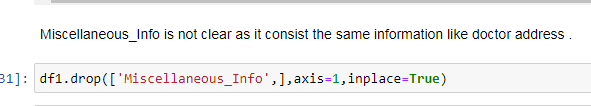 Miscellaneous_Info is not clear as it consist the same information like doctor address .
31]: df1.drop(['Miscellaneous_Info',],axis=1,inplace=True)